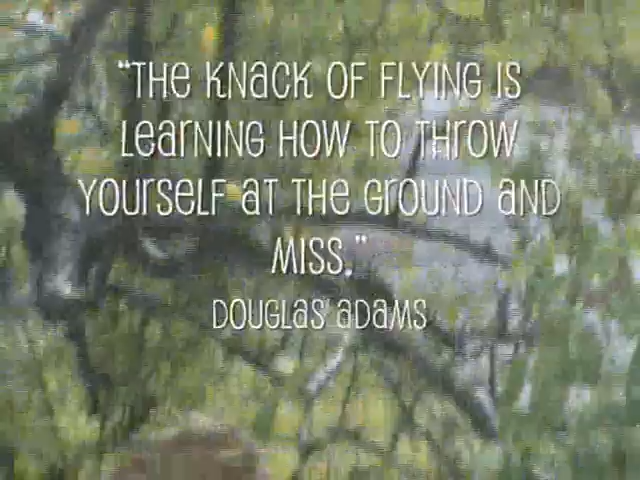 "THE KNACK OF FLYING IS
LEARNING HOW TO THROW
YOURSELF AT THE GROUND AND
MISS."
DOUGLAS ADAMS